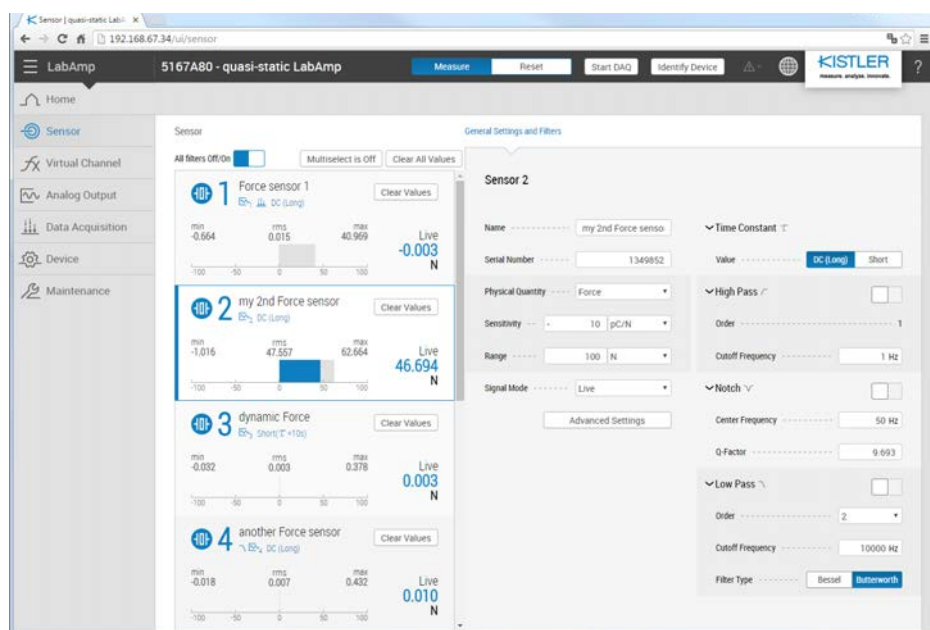 Sensor | quasi-static LabA
192.168.67.34/ui/sensor
LabAmp
5167A80 - quasi-static LabAmp
Measure
Reset
Start DAQ
Identify Device
KISTLER
measure. analyze. innovate.
?
Home
Sensor
Virtual Channel
Analog Output
Data Acquisition
Device
Maintenance
Sensor
General Settings and Filters
All filters Off/On
Multiselect is Off
Clear All Values
1 Force sensor 1
DC (Long)
Clear Values
min rms max
-0.664 0.015 40.969
Live
-0.003
N
-100 -50 0 50 100
2 my 2nd Force sensor
DC (Long)
Clear Values
min rms max
-1.016 47.557 62.664
Live
46.694
N
-100 -50 0 50 100
3 dynamic Force
Short(τ <10s)
Clear Values
min rms max
-0.032 0.003 0.378
Live
0.003
N
-100 -50 0 50 100
4 another Force sensor
DC (Long)
Clear Values
min rms max
-0.018 0.007 0.432
Live
0.010
N
-100 -50 0 50 100
Sensor 2
Name my 2nd Force senso
Serial Number 1349852
Physical Quantity Force
Sensitivity - 10 pC/N
Range 100 N
Signal Mode Live
Advanced Settings
Time Constant τ
Value DC (Long) Short
High Pass
Order 1
Cutoff Frequency 1 Hz
Notch
Center Frequency 50 Hz
Q-Factor 9.693
Low Pass
Order 2
Cutoff Frequency 10000 Hz
Filter Type Bessel Butterworth